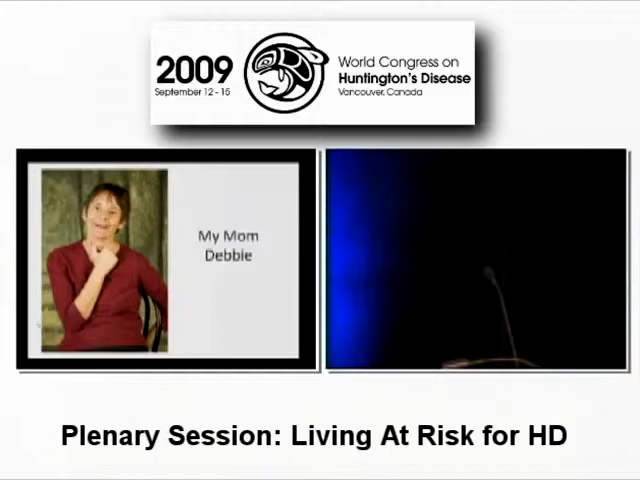 2009
September 12 - 15
World Congress on
Huntington's Disease
Vancouver, Canada
My Mom
Debbie
Plenary Session: Living At Risk for HD